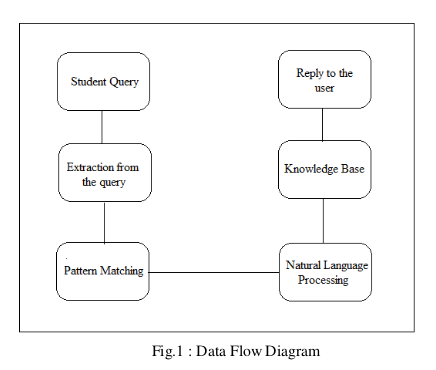 Student Query
Extraction from
the query
Pattern Matching
Natural Language
Processing
Knowledge Base
Reply to the
user
Fig.1 : Data Flow Diagram